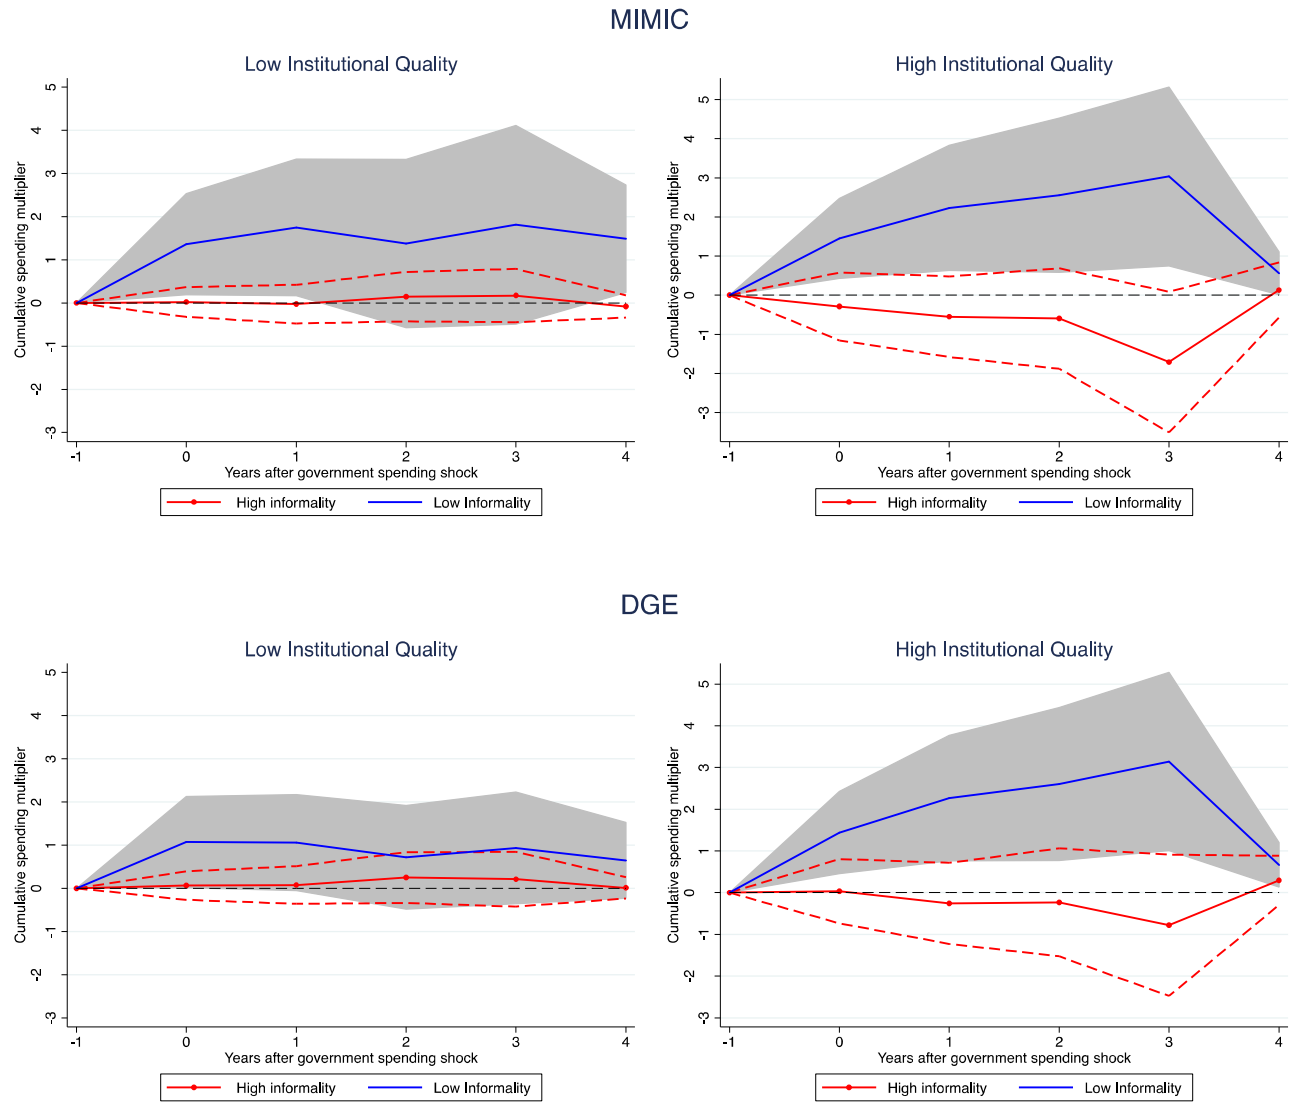 MIMIC
Low Institutional Quality
Cumulative spending multiplier
5
4
3
2
1
0
-1
-2
-3
-1 0 1 2 3 4
Years after government spending shock
High informality Low Informality
High Institutional Quality
Cumulative spending multiplier
5
4
3
2
1
0
-1
-2
-3
-1 0 1 2 3 4
Years after government spending shock
High informality Low Informality
DGE
Low Institutional Quality
Cumulative spending multiplier
5
4
3
2
1
0
-1
-2
-3
-1 0 1 2 3 4
Years after government spending shock
High informality Low Informality
High Institutional Quality
Cumulative spending multiplier
5
4
3
2
1
0
-1
-2
-3
-1 0 1 2 3 4
Years after government spending shock
High informality Low Informality